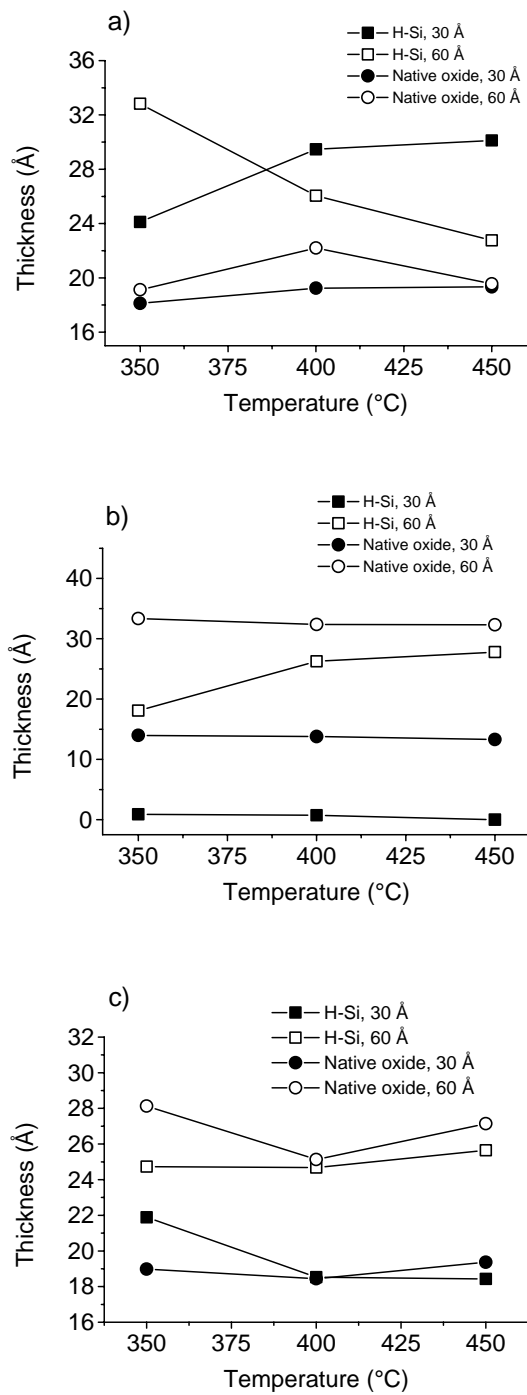 a)
H-Si, 30 Å
H-Si, 60 Å
Native oxide, 30 Å
Native oxide, 60 Å
36
32
28
24
20
16
Thickness (Å)
350 375 400 425 450
Temperature (°C)
b)
H-Si, 30 Å
H-Si, 60 Å
Native oxide, 30 Å
Native oxide, 60 Å
40
30
20
10
0
Thickness (Å)
350 375 400 425 450
Temperature (°C)
c)
H-Si, 30 Å
H-Si, 60 Å
Native oxide, 30 Å
Native oxide, 60 Å
32
30
28
26
24
22
20
18
16
Thickness (Å)
350 375 400 425 450
Temperature (°C)